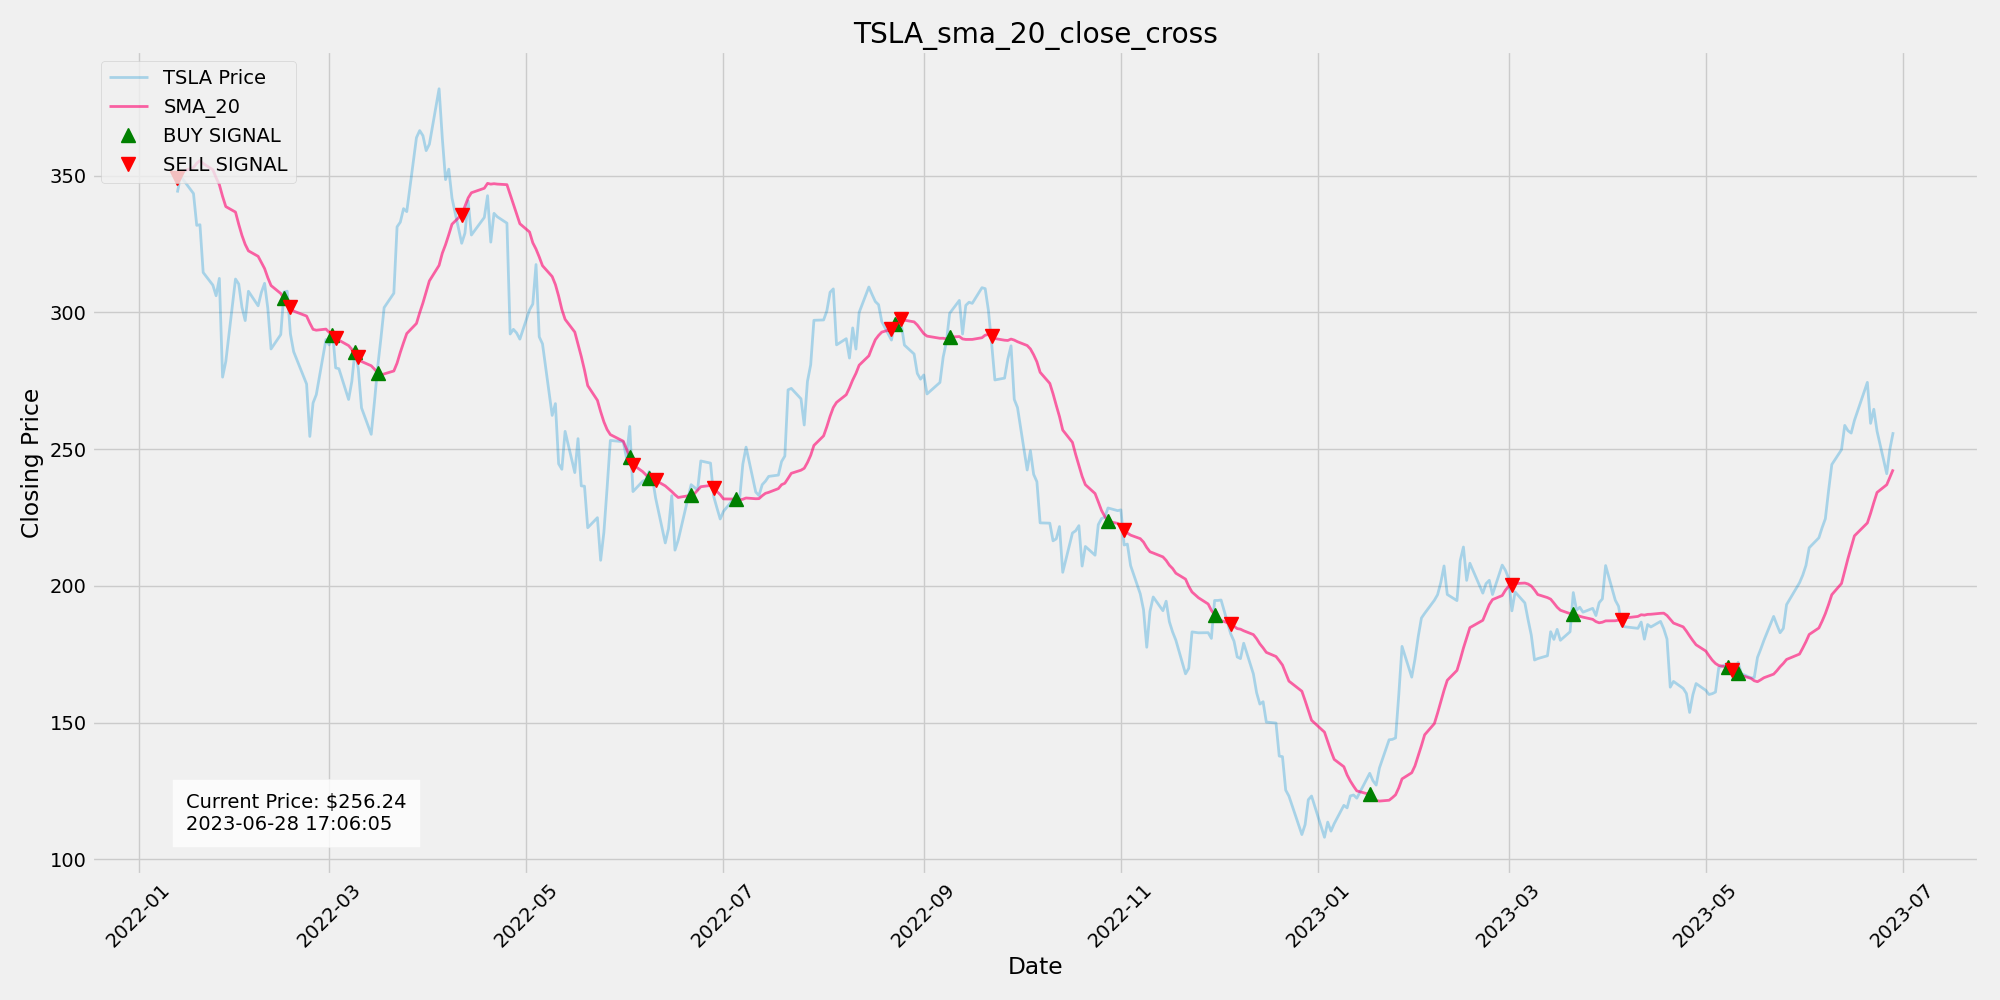 TSLA_sma_20_close_cross
TSLA Price
SMA_20
BUY SIGNAL
SELL SIGNAL
350
300
250
200
150
100
Closing Price
Current Price: $256.24
2023-06-28 17:06:05
2022-01
2022-03
2022-05
2022-07
2022-09
2022-11
2023-01
2023-03
2023-05
2023-07
Date